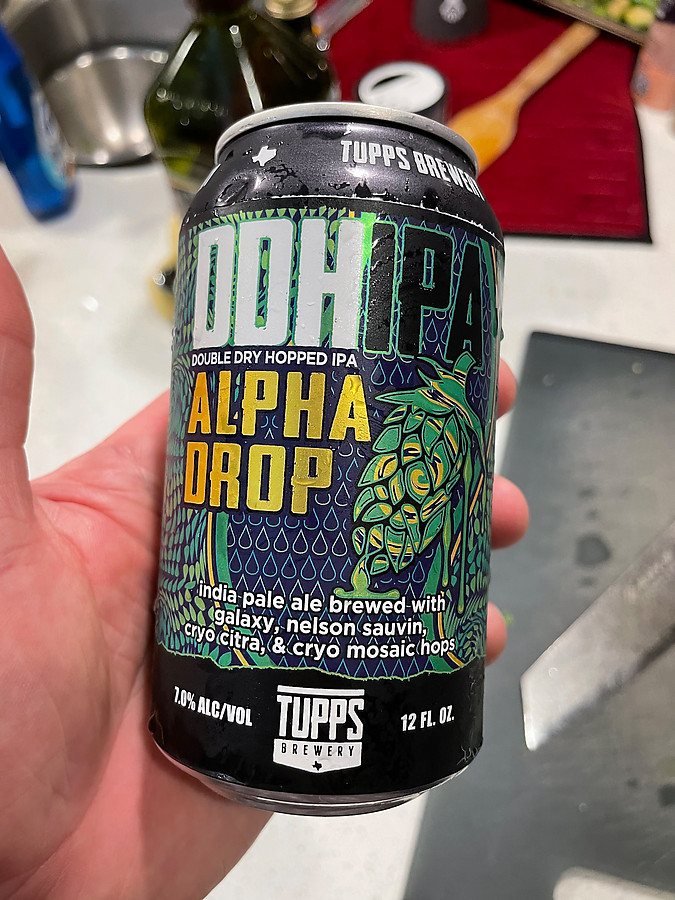 TUPPS BREWERY
DDH IPA
DOUBLE DRY HOPPED IPA
ALPHA
DROP
india pale ale brewed with
galaxy, nelson sauvin,
cryo citra, & cryo mosaic hops
7.0% ALC/VOL
TUPPS
BREWERY
12 FL. OZ.